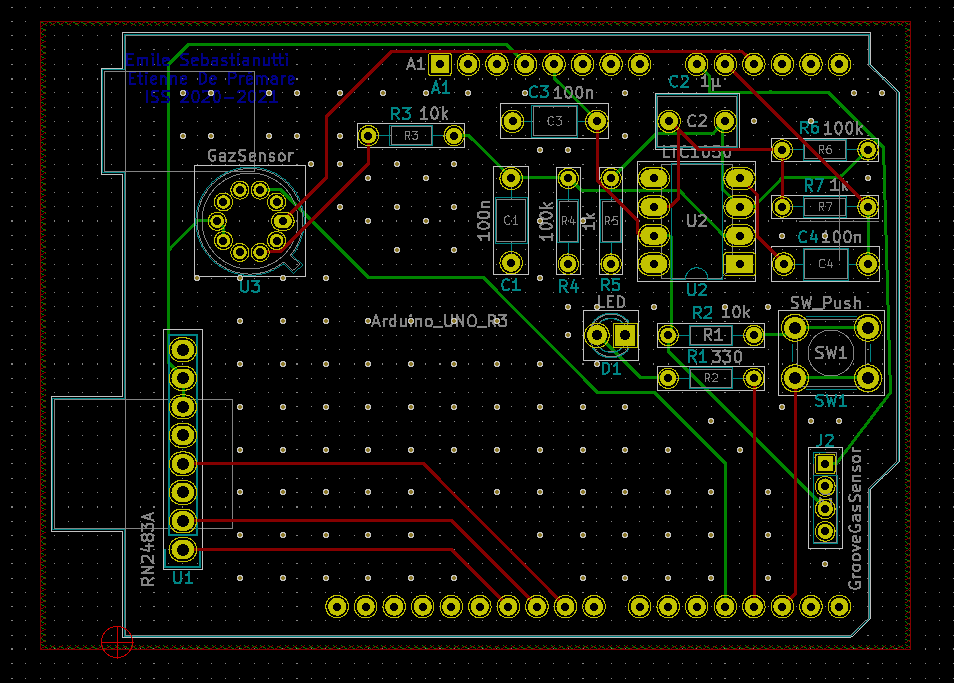 Emile Sebastianutti
Etienne De Prémare
ISS 2020-2021
A1
A1
C2 1µ
C3 100n
C3
C2
R3 10k
R3
R6 100k
R6
GazSensor
LTC1050
U3
100n
C1
C1
100k
R4
R4
1k
R5
R5
U2
U2
R7 1k
R7
C4 100n
C4
LED
D1
Arduino_UNO_R3
R2 10k
R1
R1 330
R2
SW_Push
SW1
SW1
J2
GrooveGasSensor
RN2483A
U1